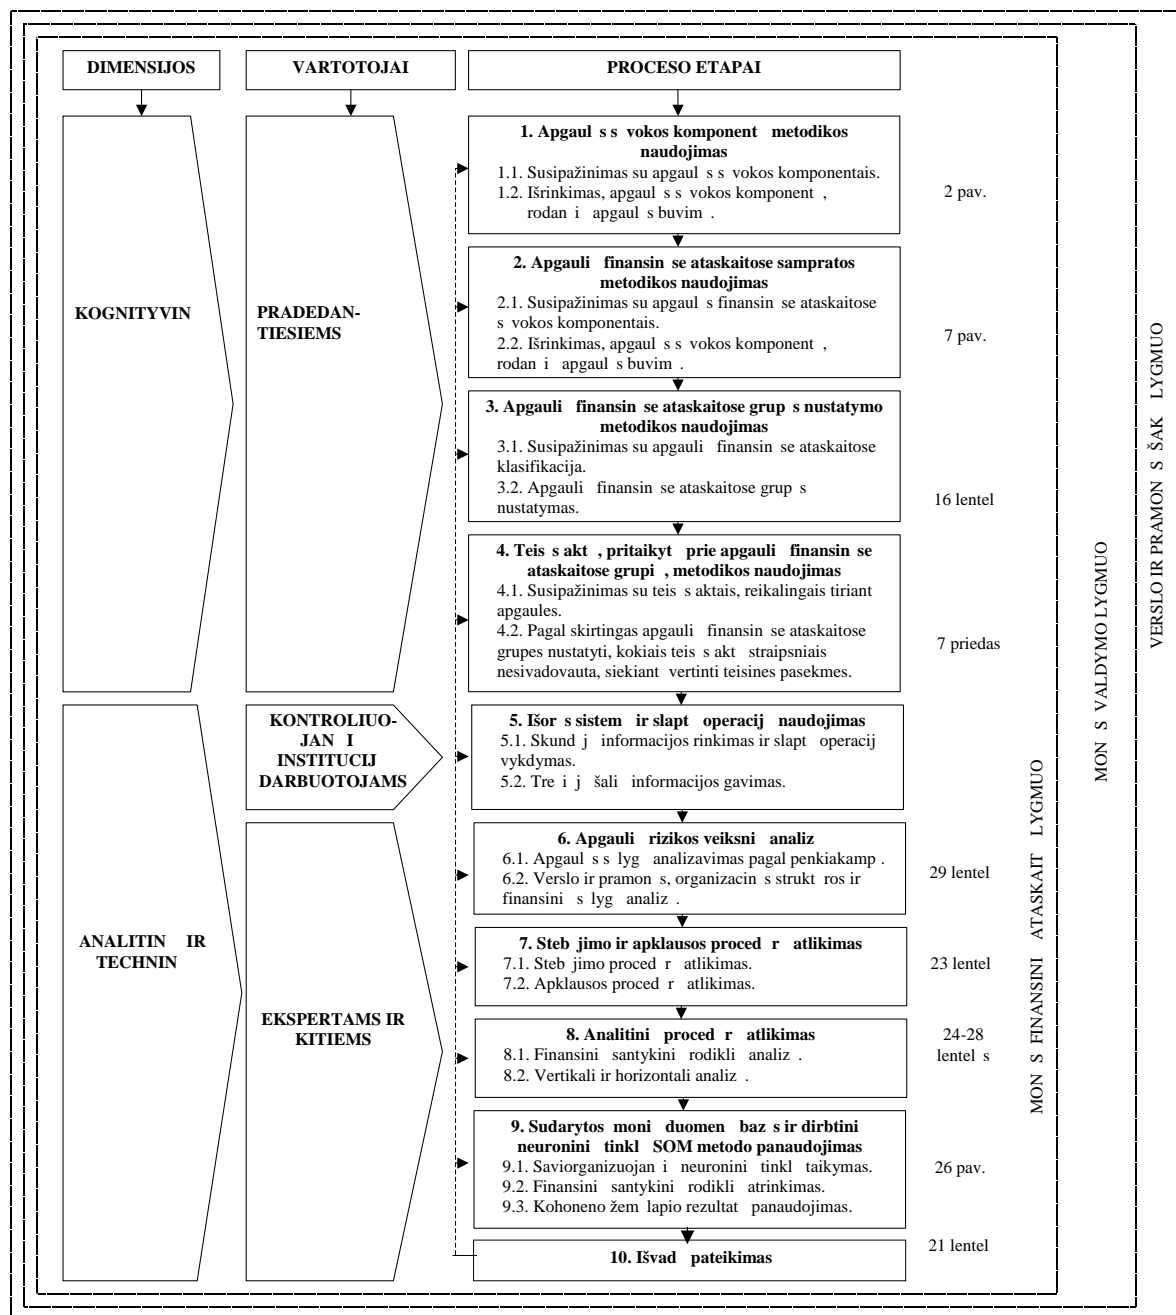 DIMENSIJOS
VARTOTOJAI
PROCESO ETAPAI
KOGNITYVIN
PRADEDAN-
TIESIEMS
1. Apgaul s s vokos komponent metodikos
naudojimas
1.1. Susipažinimas su apgaul s s vokos komponentais.
1.2. Išrinkimas, apgaul s s vokos komponent ,
rodan i apgaul s buvim .
2 pav.
2. Apgauli finansin se ataskaitose sampratos
metodikos naudojimas
2.1. Susipažinimas su apgaul s finansin se ataskaitose
s vokos komponentais.
2.2. Išrinkimas, apgaul s s vokos komponent ,
rodan i apgaul s buvim .
7 pav.
3. Apgauli finansin se ataskaitose grup s nustatymo
metodikos naudojimas
3.1. Susipažinimas su apgauli finansin se ataskaitose
klasifikacija.
3.2. Apgauli finansin se ataskaitose grup s
nustatymas.
16 lentel
4. Teis s akt , pritaikyt prie apgauli finansin se
ataskaitose grupi , metodikos naudojimas
4.1. Susipažinimas su teis s aktais, reikalingais tiriant
apgaules.
4.2. Pagal skirtingas apgauli finansin se ataskaitose
grupes nustatyti, kokiais teis s akt straipsniais
nesivadovauta, siekiant vertinti teisines pasekmes.
7 priedas
ANALITIN IR
TECHNIN
KONTROLIUO-
JAN I
INSTITUCIJ
DARBUOTOJAMS
5. Išor s sistem ir slapt operacij naudojimas
5.1. Skund j informacijos rinkimas ir slapt operacij
vykdymas.
5.2. Tre i j šali informacijos gavimas.
EKSPERTAMS IR
KITIEMS
6. Apgauli rizikos veiksni analiz
6.1. Apgaul s s lyg analizavimas pagal penkiakamp .
6.2. Verslo ir pramon s, organizacin s strukt ros ir
finansini s lyg analiz .
29 lentel
7. Steb jimo ir apklausos proced r atlikimas
7.1. Steb jimo proced r atlikimas.
7.2. Apklausos proced r atlikimas.
23 lentel
8. Analitini proced r atlikimas
8.1. Finansini santykini rodikli analiz .
8.2. Vertikali ir horizontali analiz .
24-28
lentel s
9. Sudarytos moni duomen baz s ir dirbtini
neuronini tinkl SOM metodo panaudojimas
9.1. Saviorganizuojan i neuronini tinkl taikymas.
9.2. Finansini santykini rodikli atrinkimas.
9.3. Kohoneno žem lapio rezultat panaudojimas.
26 pav.
10. Išvad pateikimas
21 lentel
MON S FINANSINI ATASKAIT LYGMUO
MON S VALDYMO LYGMUO
VERSLO IR PRAMON S ŠAK LYGMUO